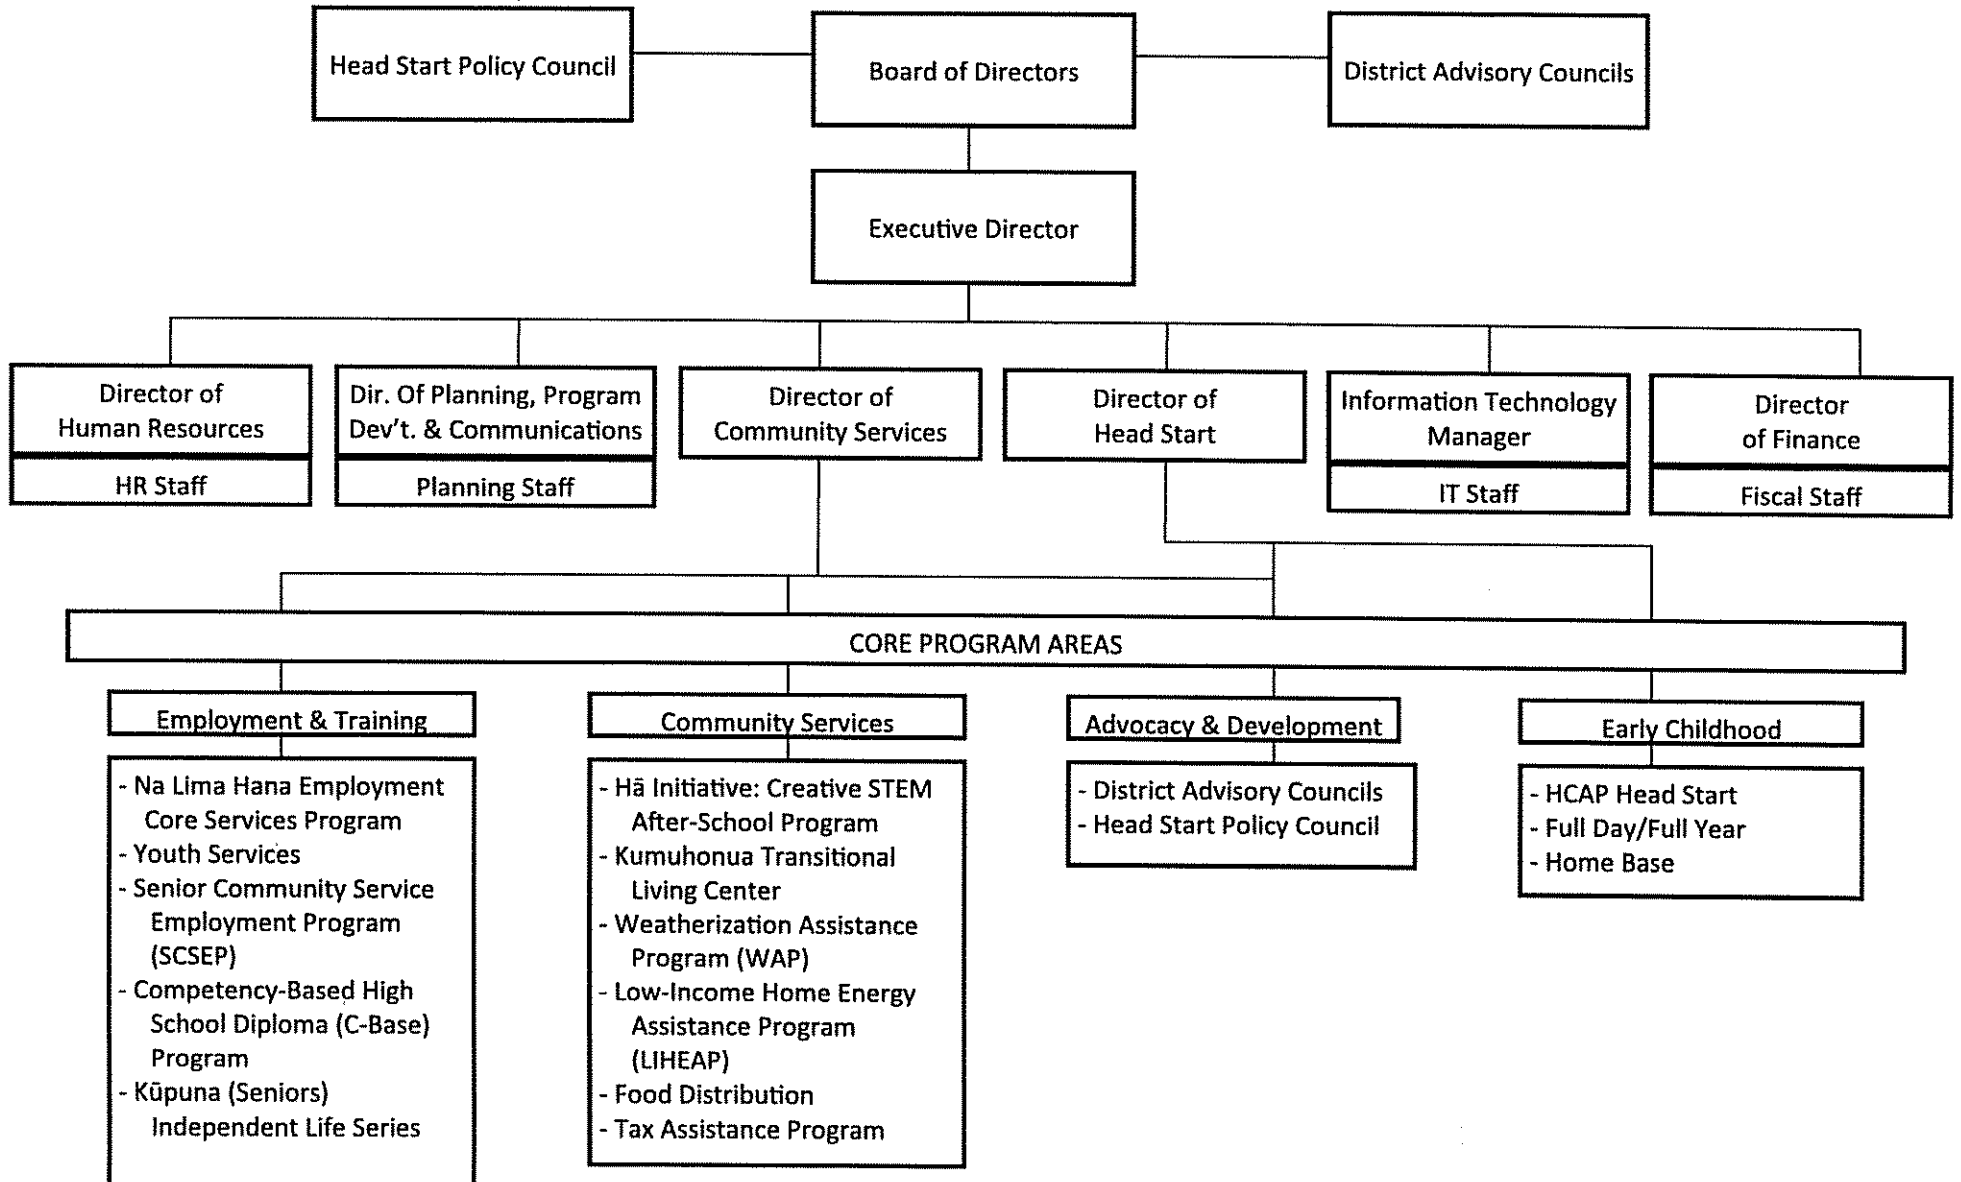 Head Start Policy Council
Board of Directors
District Advisory Councils
Executive Director
Director of
Human Resources
HR Staff
Dir. Of Planning, Program
Dev't. & Communications
Planning Staff
Director of
Community Services
Director of
Head Start
Information Technology
Manager
IT Staff
Director
of Finance
Fiscal Staff
CORE PROGRAM AREAS
Employment & Training
- Na Lima Hana Employment
Core Services Program
- Youth Services
- Senior Community Service
Employment Program
(SCSEP)
- Competency-Based High
School Diploma (C-Base)
Program
- Kūpuna (Seniors)
Independent Life Series
Community Services
- Hā Initiative: Creative STEM
After-School Program
- Kumuhonua Transitional
Living Center
- Weatherization Assistance
Program (WAP)
- Low-Income Home Energy
Assistance Program
(LIHEAP)
- Food Distribution
- Tax Assistance Program
Advocacy & Development
- District Advisory Councils
- Head Start Policy Council
Early Childhood
- HCAP Head Start
- Full Day/Full Year
- Home Base